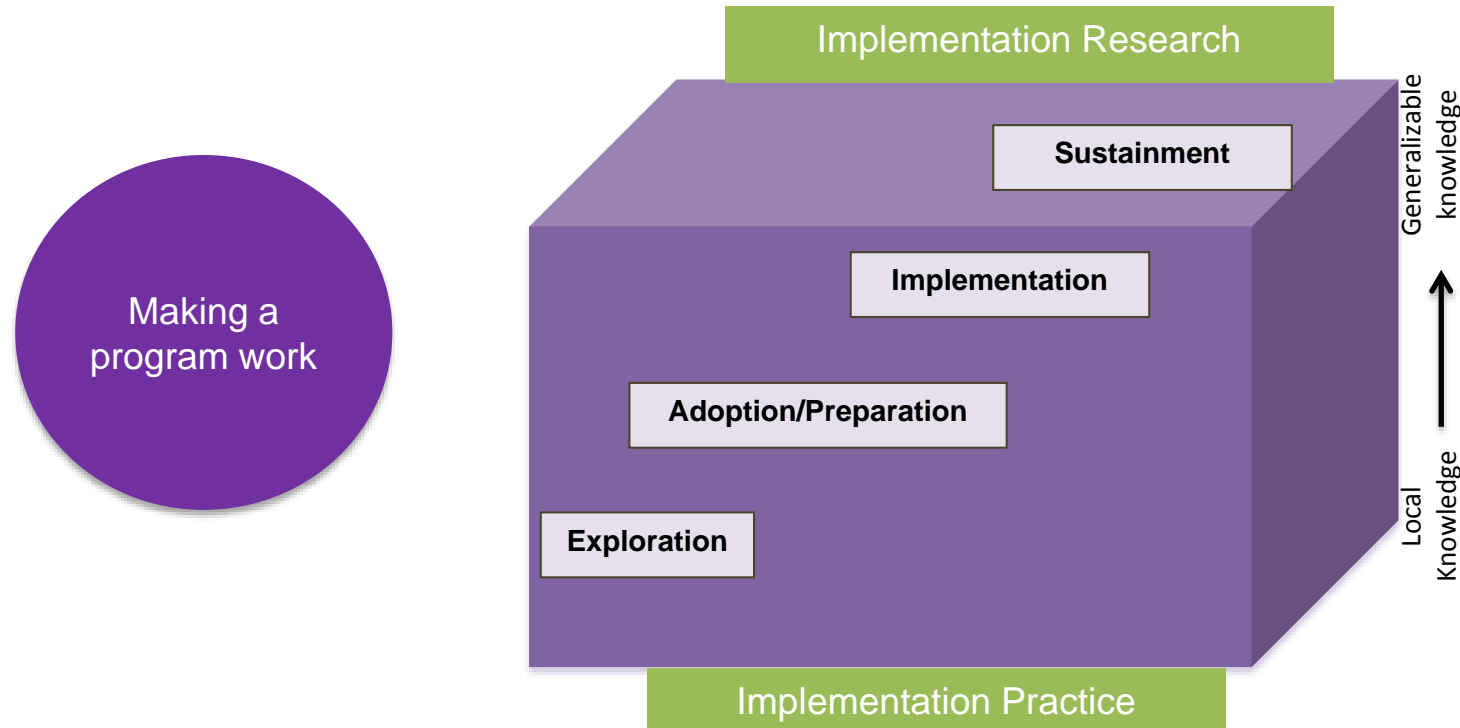 Implementation Research
Generalizable
knowledge
Sustainment
Implementation
Making a
program work
Adoption/Preparation
Local
Knowledge
Exploration
Implementation Practice